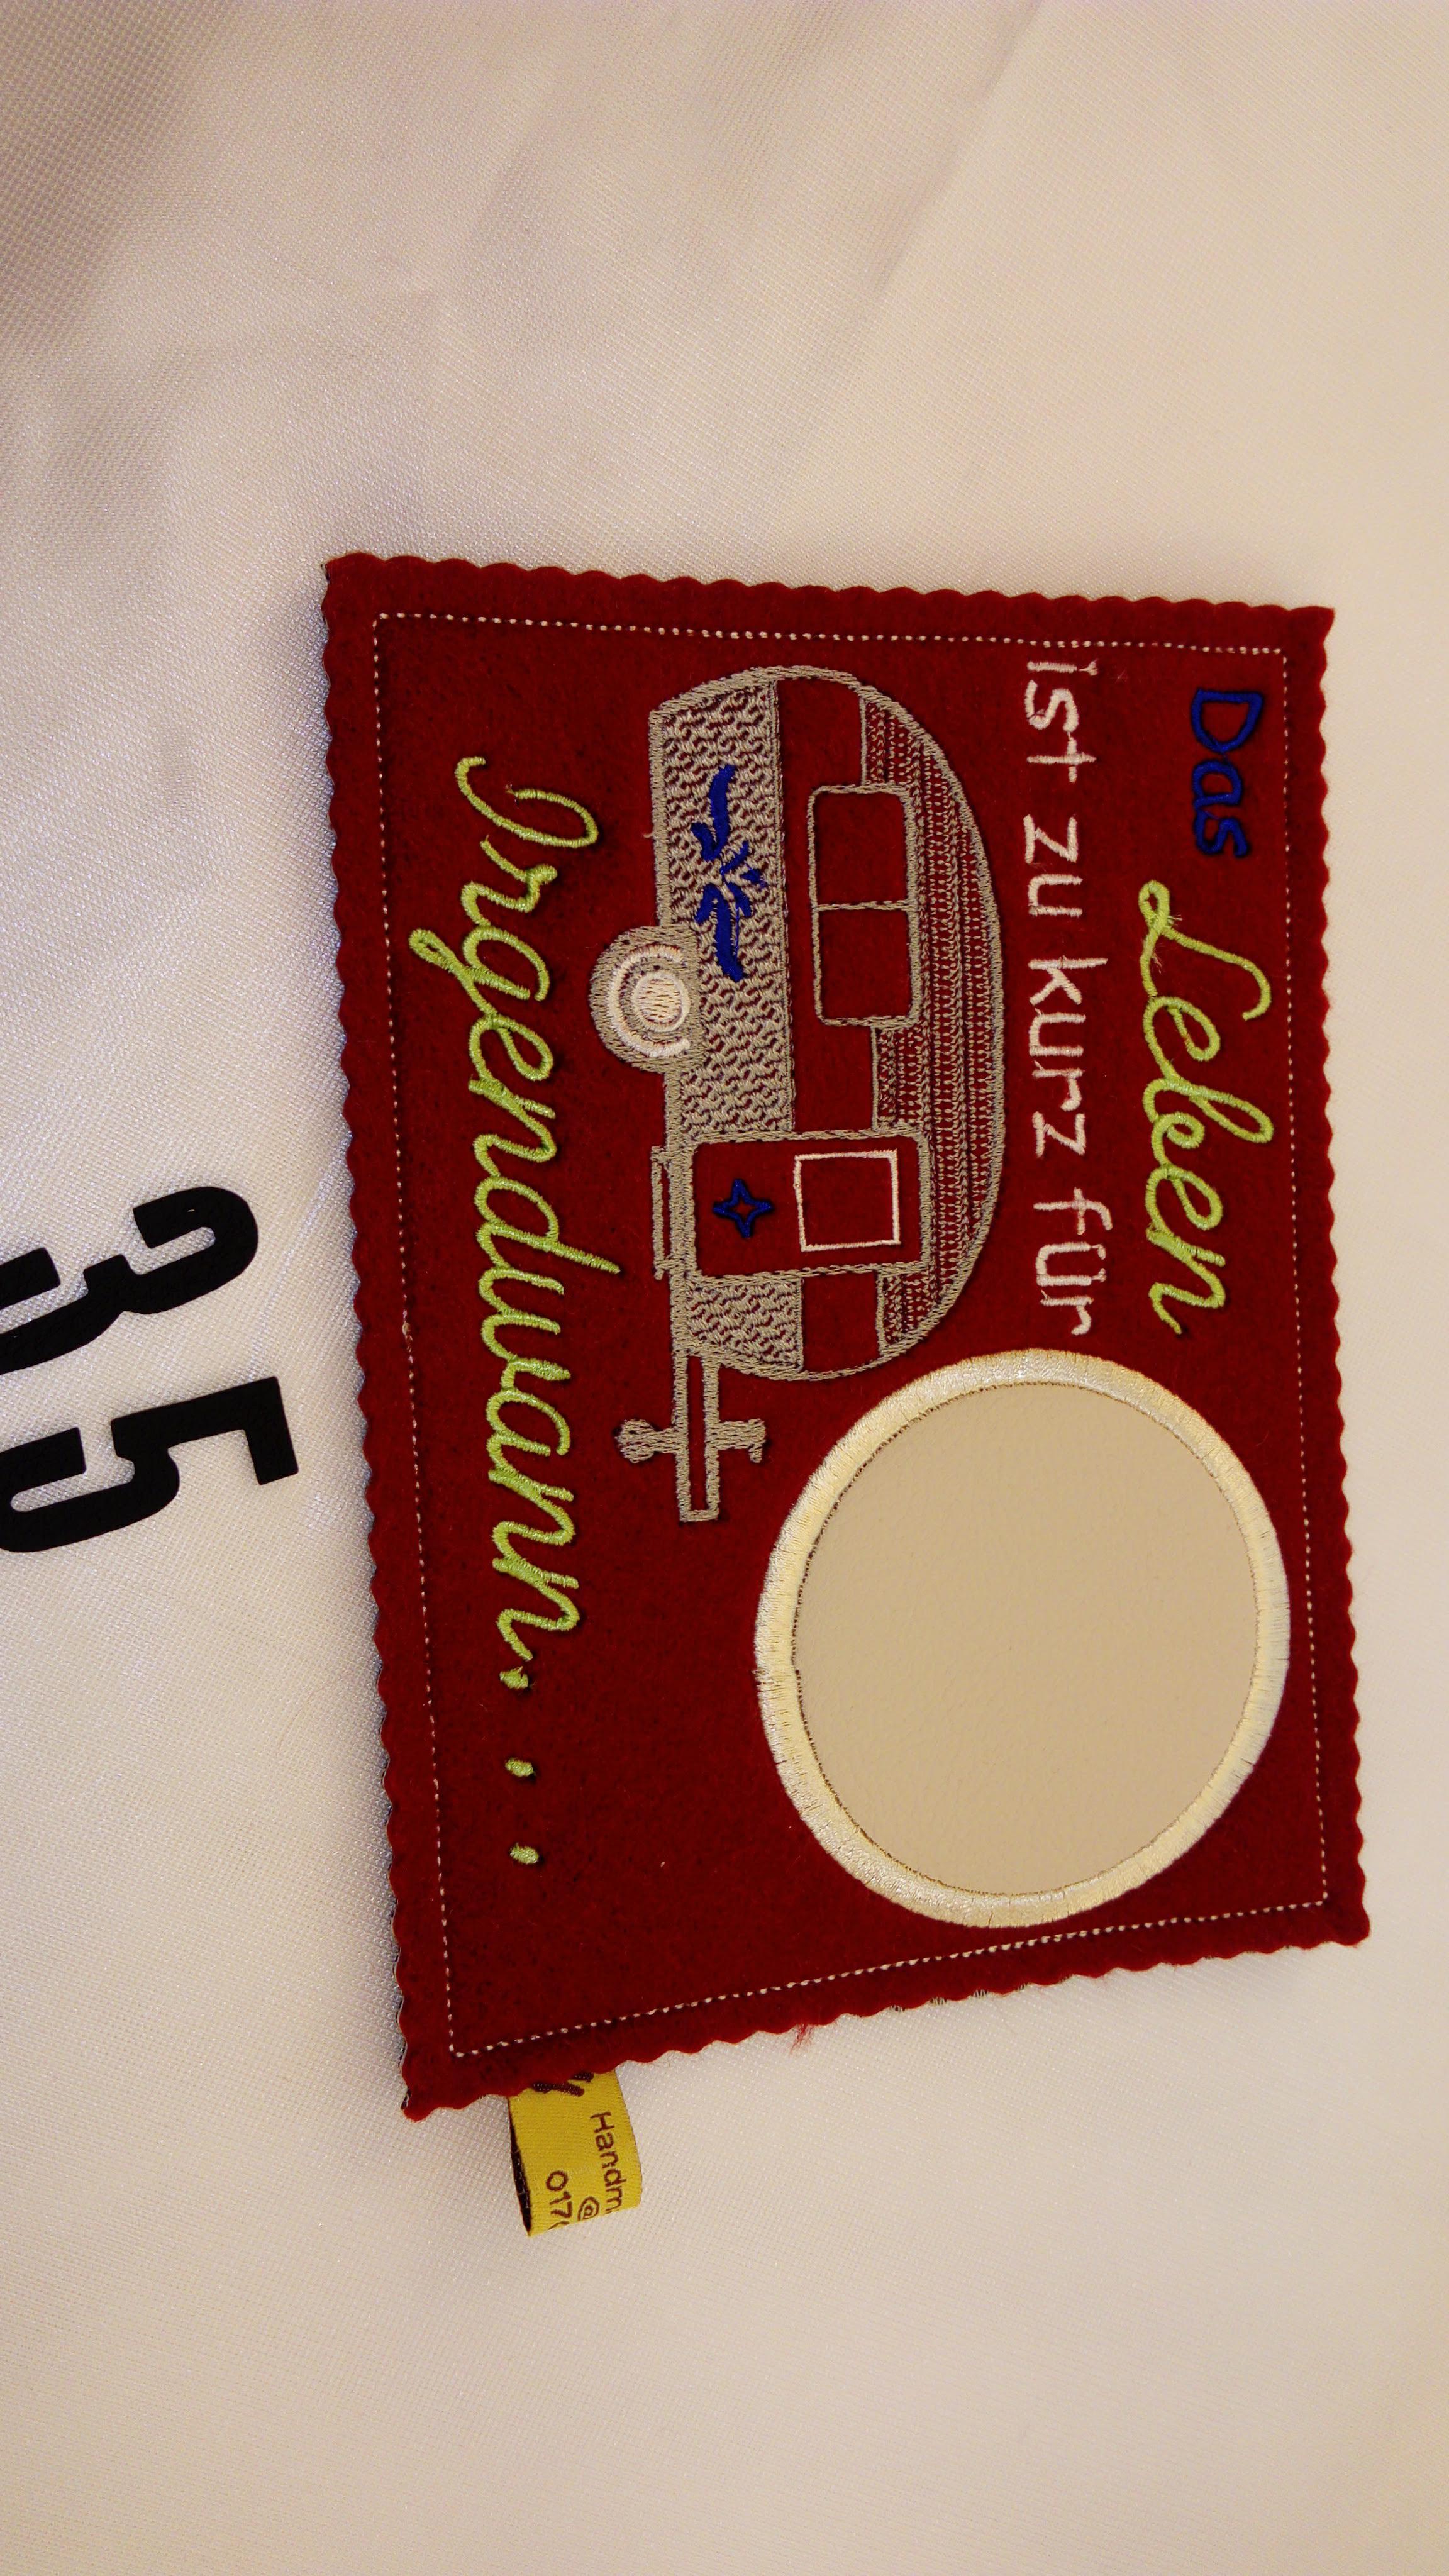 Das Leben
ist zu kurz für
Irgendwann...
35
@